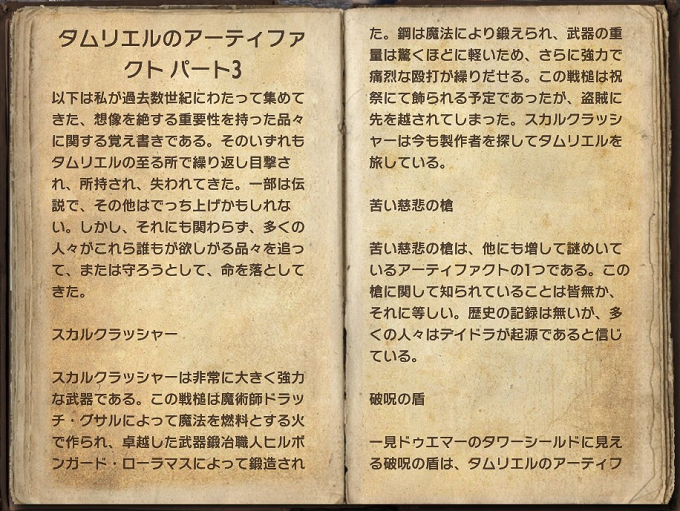 タムリエルのアーティファ
クト パート3
以下は私が過去数世紀にわたって集めて
きた、想像を絶する重要性を持った品々
に関する覚え書きである。そのいずれも
タムリエルの至る所で繰り返し目撃さ
れ、所持され、失われてきた。一部は伝
説で、その他はでっち上げかもしれな
い。しかし、それにも関わらず、多くの
人々がこれら誰もが欲しがる品々を追っ
て、または守ろうとして、命を落として
きた。
スカルクラッシャー
スカルクラッシャーは非常に大きく強力
な武器である。この戦槌は魔術師ドラッ
チ・グサルによって魔法を燃料とする火
で作られ、卓越した武器鍛冶職人ヒルボ
ンガード・ローラマスによって鍛造され
た。鋼は魔法により鍛えられ、武器の重
量は驚くほどに軽いため、さらに強力で
痛烈な殴打が繰りだせる。この戦槌は祝
祭にて飾られる予定であったが、盗賊に
先を越されてしまった。スカルクラッシ
ャーは今も製作者を探してタムリエルを
旅している。
苦い慈悲の槍
苦い慈悲の槍は、他にも増して謎めいて
いるアーティファクトの1つである。この
槍に関して知られていることは皆無か、
それに等しい。歴史の記録は無いが、多
くの人々はデイドラが起源であると信じ
ている。
破呪の盾
一見ドゥエマーのタワーシールドに見え
る破呪の盾は、タムリエルのアーティフ